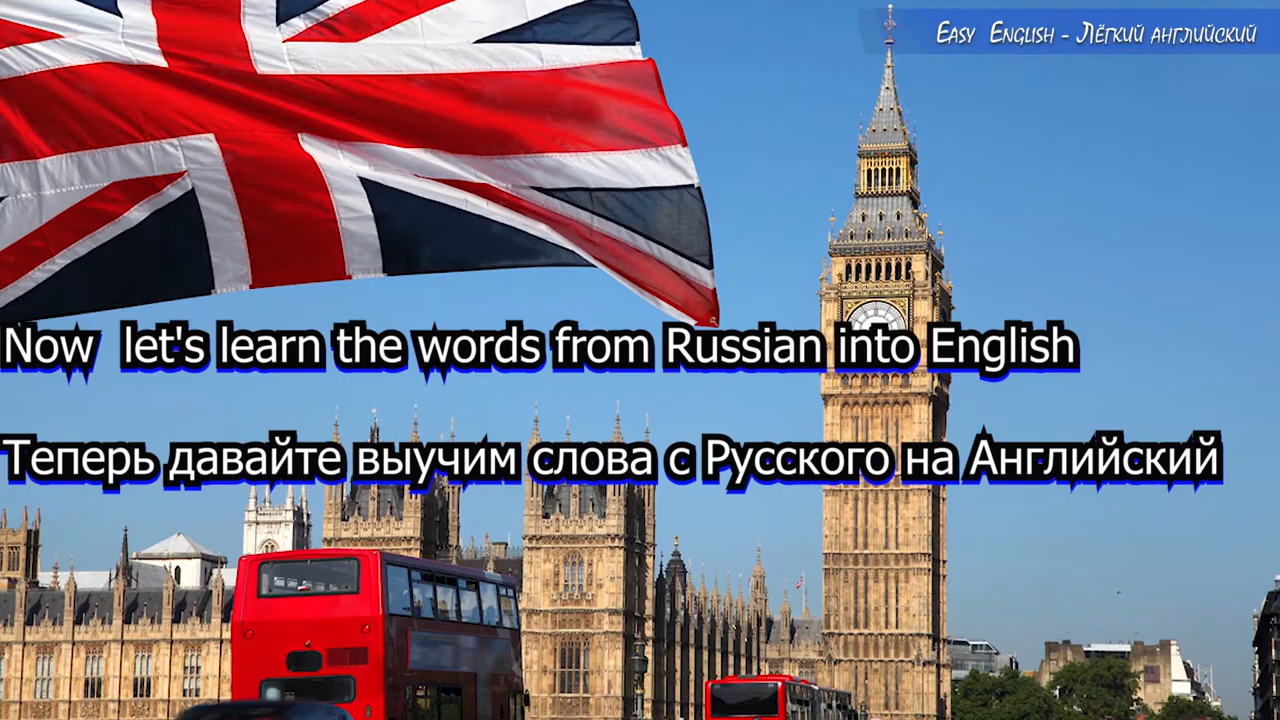 Easy English - Лёгкий английский
Now let's learn the words from Russian into English
Теперь давайте выучим слова с Русского на Английский